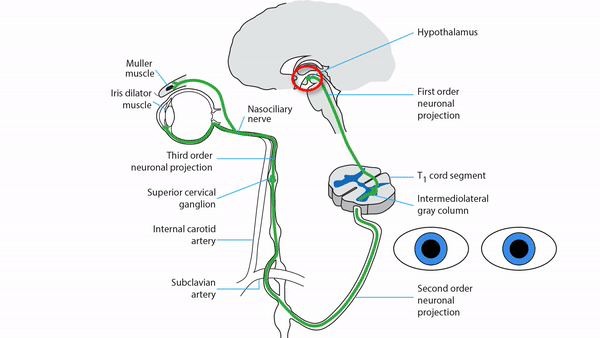 Hypothalamus
Muller
muscle
Iris dilator
muscle
Nasociliary
nerve
First order
neuronal
projection
Third order
neuronal projection
Superior cervical
ganglion
T1 cord segment
Intermediolateral
gray column
Internal carotid
artery
Subclavian
artery
Second order
neuronal
projection